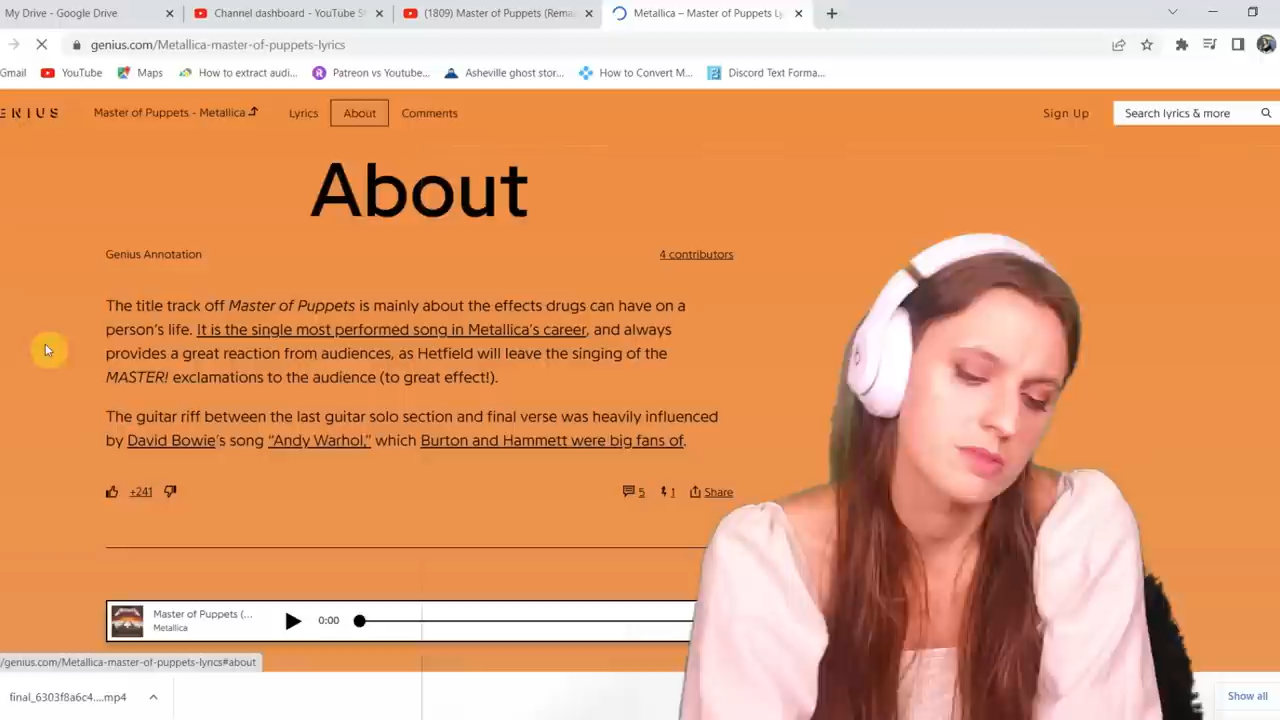 My Drive - Google Drive
Channel dashboard - YouTube St
(1809) Master of Puppets (Rema
Metallica – Master of Puppets Ly
genius.com/Metallica-master-of-puppets-lyrics
Gmail YouTube Maps How to extract audi... Patreon vs Youtube... Asheville ghost stor... How to Convert M... Discord Text Forma...
ENIUS Master of Puppets - Metallica Lyrics About Comments Sign Up Search lyrics & more
About
Genius Annotation 4 contributors
The title track off Master of Puppets is mainly about the effects drugs can have on a
person's life. It is the single most performed song in Metallica's career, and always
provides a great reaction from audiences, as Hetfield will leave the singing of the
MASTER! exclamations to the audience (to great effect!).
The guitar riff between the last guitar solo section and final verse was heavily influenced
by David Bowie's song “Andy Warhol,” which Burton and Hammett were big fans of.
+241 5 1 Share
Master of Puppets (...
Metallica
0:00
/genius.com/Metallica-master-of-puppets-lyrics#about
final_6303f8a6c4....mp4
Show all